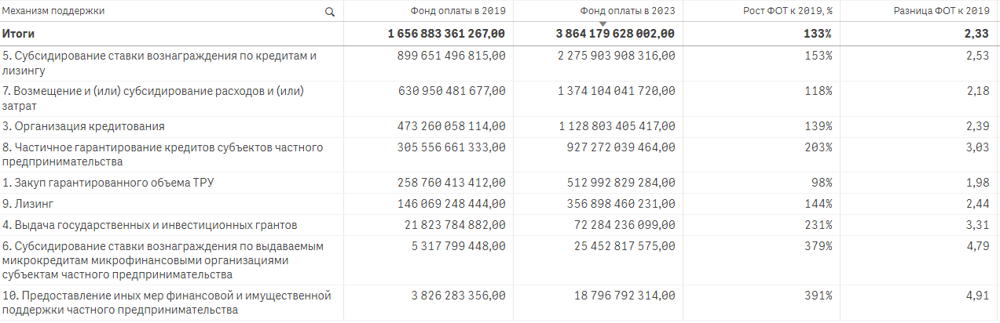 Механизм поддержки Фонд оплаты в 2019 Фонд оплаты в 2023 Рост ФОТ к 2019, % Разница ФОТ к 2019
Итоги 1 656 883 361 267,00 3 864 179 628 002,00 133% 2,33
5. Субсидирование ставки вознаграждения по кредитам и 899 651 496 815,00 2 275 903 908 316,00 153% 2,53
лизингу
7. Возмещение и (или) субсидирование расходов и (или) 630 950 481 677,00 1 374 104 041 720,00 118% 2,18
затрат
3. Организация кредитования 473 260 058 114,00 1 128 803 405 417,00 139% 2,39
8. Частичное гарантирование кредитов субъектов частного 305 556 661 333,00 927 272 039 464,00 203% 3,03
предпринимательства
1. Закуп гарантированного объема ТРУ 258 760 413 412,00 512 992 829 284,00 98% 1,98
9. Лизинг 146 069 248 444,00 356 898 460 231,00 144% 2,44
4. Выдача государственных и инвестиционных грантов 21 823 784 882,00 72 284 236 099,00 231% 3,31
6. Субсидирование ставки вознаграждения по выдаваемым 5 317 799 448,00 25 452 817 575,00 379% 4,79
микрокредитам микрофинансовыми организациями
субъектам частного предпринимательства
10. Предоставление иных мер финансовой и имущественной 3 826 283 356,00 18 796 792 314,00 391% 4,91
поддержки частного предпринимательства